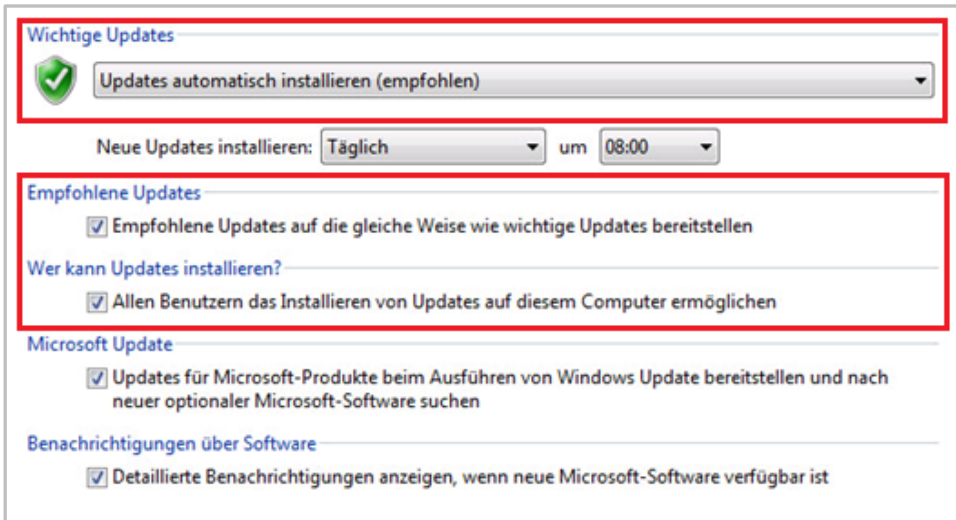 Wichtige Updates
Updates automatisch installieren (empfohlen)
Neue Updates installieren: Täglich um 08:00
Empfohlene Updates
Empfohlene Updates auf die gleiche Weise wie wichtige Updates bereitstellen
Wer kann Updates installieren?
Allen Benutzern das Installieren von Updates auf diesem Computer ermöglichen
Microsoft Update
Updates für Microsoft-Produkte beim Ausführen von Windows Update bereitstellen und nach
neuer optionaler Microsoft-Software suchen
Benachrichtigungen über Software
Detaillierte Benachrichtigungen anzeigen, wenn neue Microsoft-Software verfügbar ist